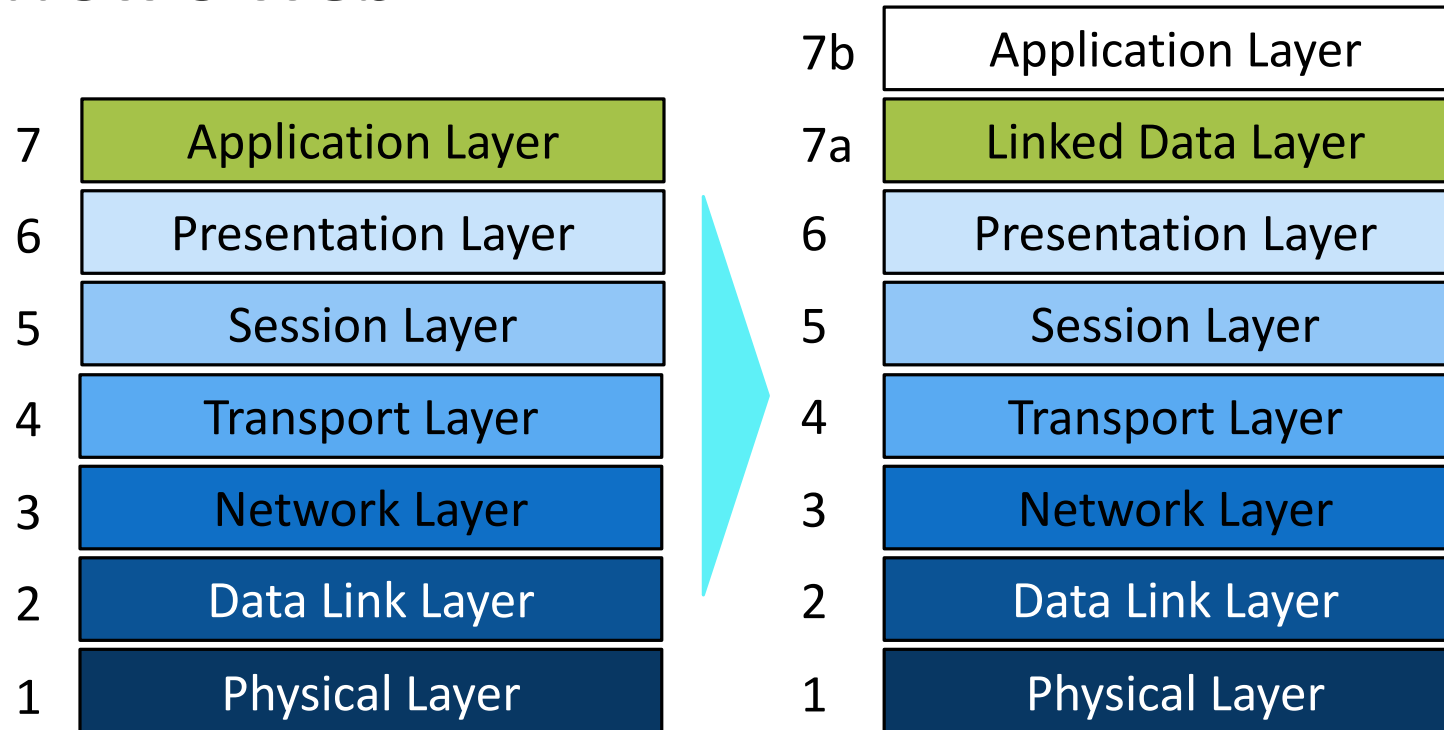 7b Application Layer
7 Application Layer
7a Linked Data Layer
6 Presentation Layer
6 Presentation Layer
5 Session Layer
5 Session Layer
4 Transport Layer
4 Transport Layer
3 Network Layer
3 Network Layer
2 Data Link Layer
2 Data Link Layer
1 Physical Layer
1 Physical Layer